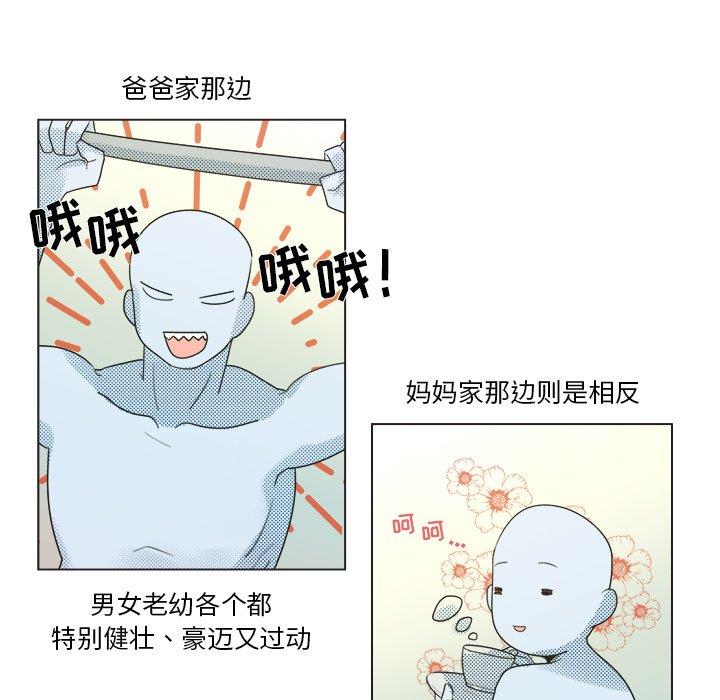 爸爸家那边
哦哦
哦哦！
男女老幼各个都
特别健壮、豪迈又过动
妈妈家那边则是相反
呵呵…